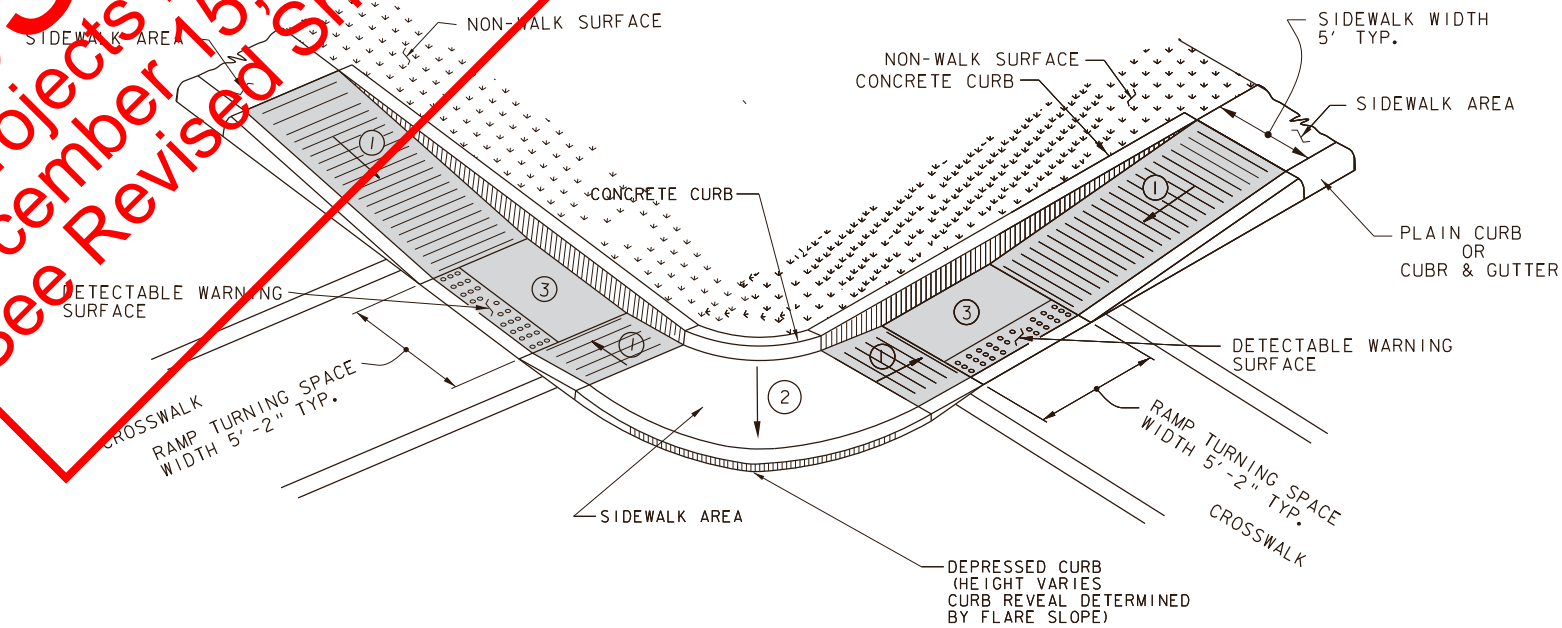 ojects
cember 15,
See Revised Sh
SIDEWALK AREA
NON-WALK SURFACE
NON-WALK SURFACE
CONCRETE CURB
SIDEWALK WIDTH
5' TYP.
SIDEWALK AREA
PLAIN CURB
OR
CUBR & GUTTER
CONCRETE CURB
1
1
3
3
1
1
2
DETECTABLE WARNING
SURFACE
DETECTABLE WARNING
SURFACE
CROSSWALK
RAMP TURNING SPACE
WIDTH 5'-2" TYP.
RAMP TURNING SPACE
WIDTH 5'-2" TYP.
CROSSWALK
SIDEWALK AREA
DEPRESSED CURB
(HEIGHT VARIES
CURB REVEAL DETERMINED
BY FLARE SLOPE)